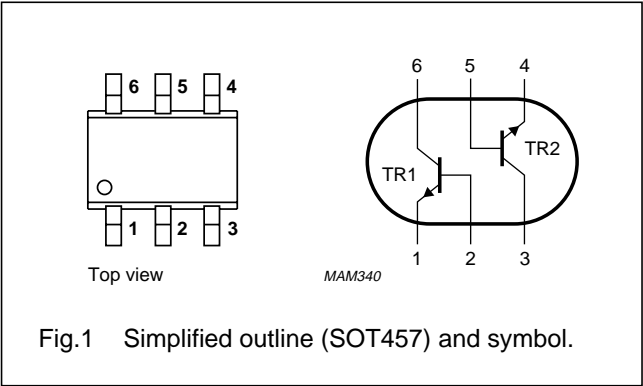 6 5 4
1 2 3
Top view
6 5 4
TR1
TR2
1 2 3
MAM340
Fig.1 Simplified outline (SOT457) and symbol.